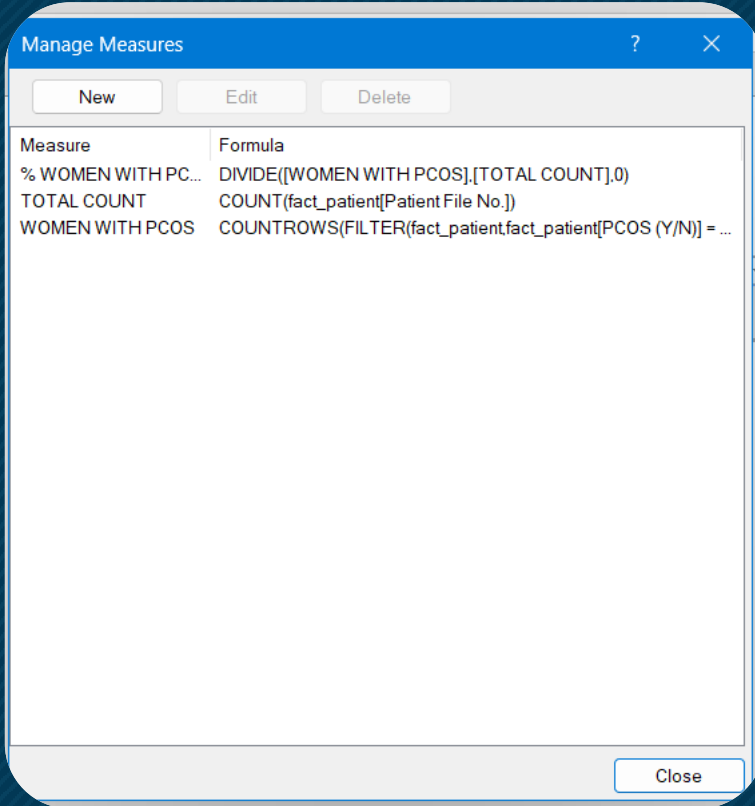 Manage Measures ? ×
New Edit Delete
Measure Formula
% WOMEN WITH PC... DIVIDE([WOMEN WITH PCOS],[TOTAL COUNT],0)
TOTAL COUNT COUNT(fact_patient[Patient File No.])
WOMEN WITH PCOS COUNTROWS(FILTER(fact_patient,fact_patient[PCOS (Y/N)] = ...
Close